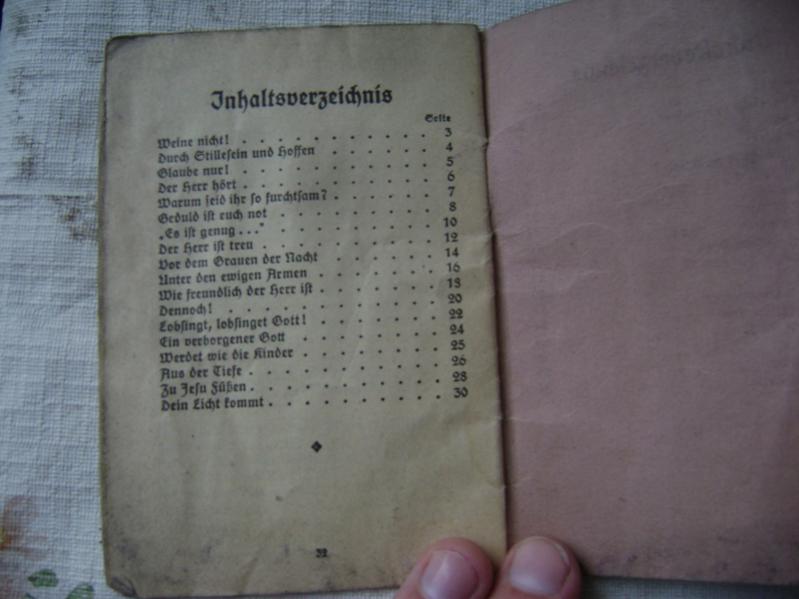 Inhaltsverzeichnis
Seite
Weine nicht! . . . . . . . . . . . 3
Durch Stillesein und Hoffen . . . . . . . 4
Glaube nur! . . . . . . . . . . . 5
Der Herr hört . . . . . . . . . . . 6
Warum seid ihr so furchtsam? . . . . . . 7
Geduld ist euch not . . . . . . . . . 8
„Es ist genug . . .“ . . . . . . . . . 10
Der Herr ist treu . . . . . . . . . . 12
Vor dem Grauen der Nacht . . . . . . . 14
Unter den ewigen Armen . . . . . . . 16
Wie freundlich der Herr ist . . . . . . . 18
Dennoch! . . . . . . . . . . . . 20
Lobsingt, lobsinget Gott! . . . . . . . 22
Ein verborgener Gott . . . . . . . . 24
Werdet wie die Kinder . . . . . . . . 25
Aus der Tiefe . . . . . . . . . . . 26
Zu Jesu Füßen . . . . . . . . . . . 28
Dein Licht kommt . . . . . . . . . . 30
32